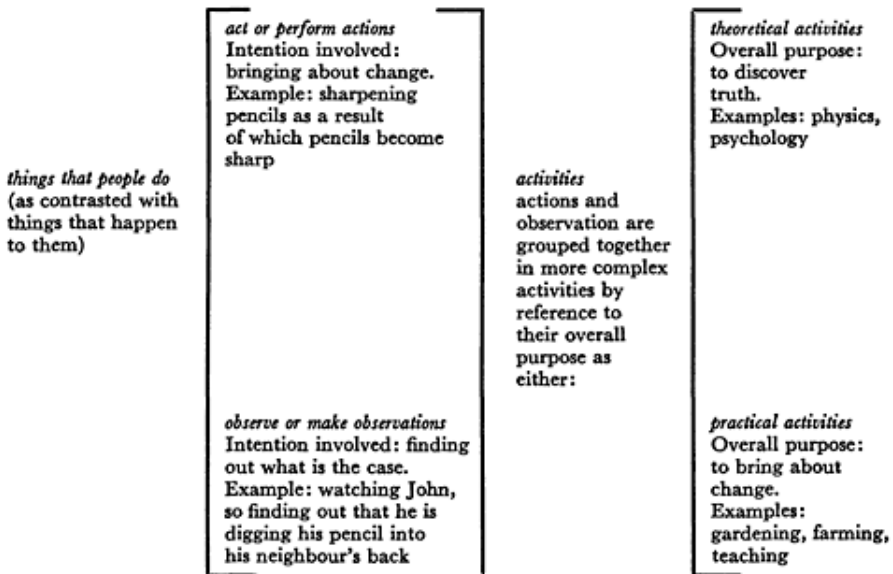 things that people do
(as contrasted with
things that happen
to them)
act or perform actions
Intention involved:
bringing about change.
Example: sharpening
pencils as a result
of which pencils become
sharp
observe or make observations
Intention involved: finding
out what is the case.
Example: watching John,
so finding out that he is
digging his pencil into
his neighbour's back
activities
actions and
observation are
grouped together
in more complex
activities by
reference to
their overall
purpose as
either:
theoretical activities
Overall purpose:
to discover
truth.
Examples: physics,
psychology
practical activities
Overall purpose:
to bring about
change.
Examples:
gardening, farming,
teaching